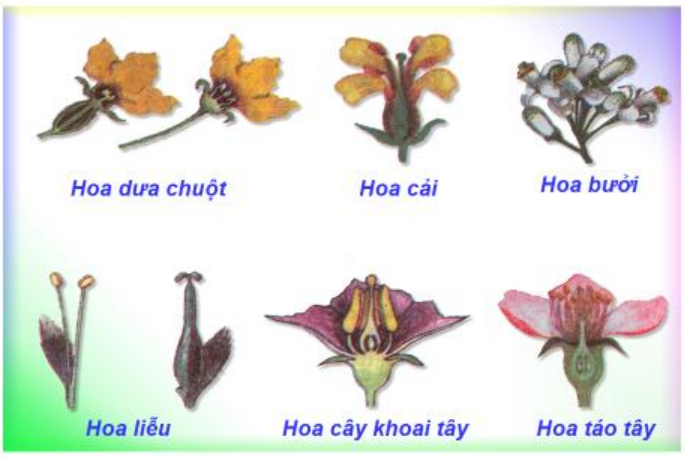 Hoa dưa chuột
Hoa cải
Hoa bưởi
Hoa liễu
Hoa cây khoai tây
Hoa táo tây